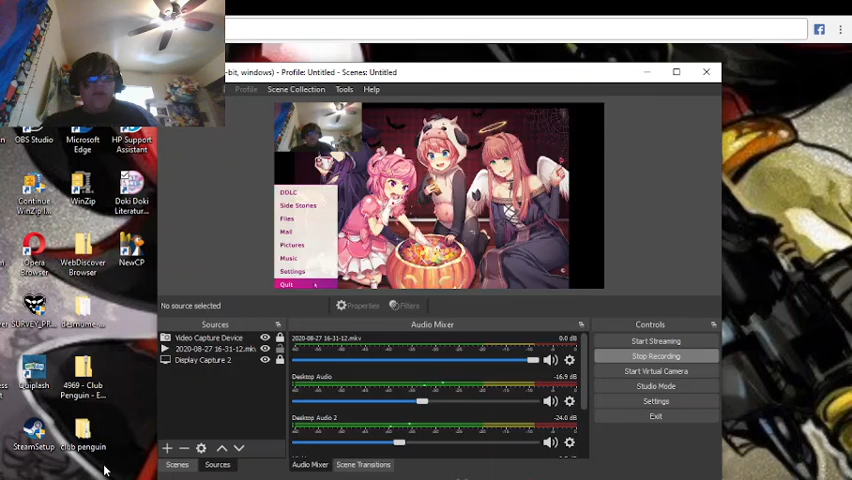 -bit, windows) - Profile: Untitled - Scenes: Untitled
Profile Scene Collection Tools Help
DDLC
Side Stories
Files
Mail
Pictures
Music
Settings
Quit
OBS Studio
Microsoft
Edge
HP Support
Assistant
Continue
WinZip I...
WinZip
Doki Doki
Literatur...
Opera
Browser
WebDiscover
Browser
NewCP
Quiplash
4969 - Club
Penguin - E...
SteamSetup
club penguin
No source selected
Properties
Filters
Sources
Audio Mixer
Controls
Video Capture Device
2020-08-27 16-31-12.mkv
Display Capture 2
2020-08-27 16-31-12.mkv 0.0 dB
Desktop Audio -16.9 dB
Desktop Audio 2 -24.0 dB
Start Streaming
Stop Recording
Start Virtual Camera
Studio Mode
Settings
Exit
Scenes Sources
Audio Mixer Scene Transitions